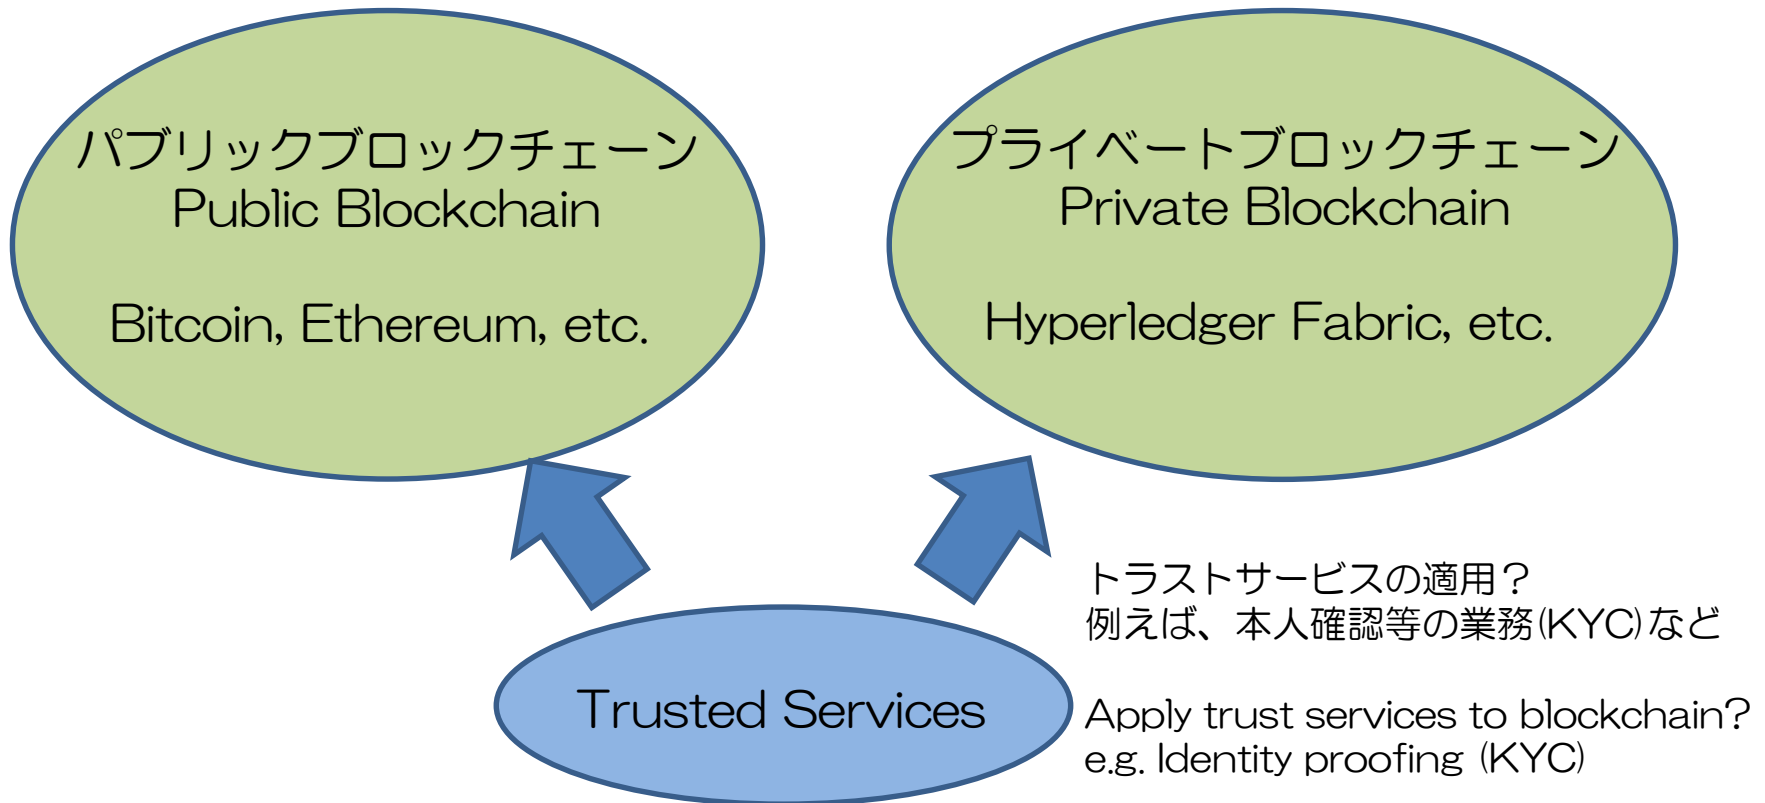 パブリックブロックチェーン
Public Blockchain
Bitcoin, Ethereum, etc.
プライベートブロックチェーン
Private Blockchain
Hyperledger Fabric, etc.
Trusted Services
トラストサービスの適用？
例えば、本人確認等の業務(KYC)など
Apply trust services to blockchain?
e.g. Identity proofing (KYC)